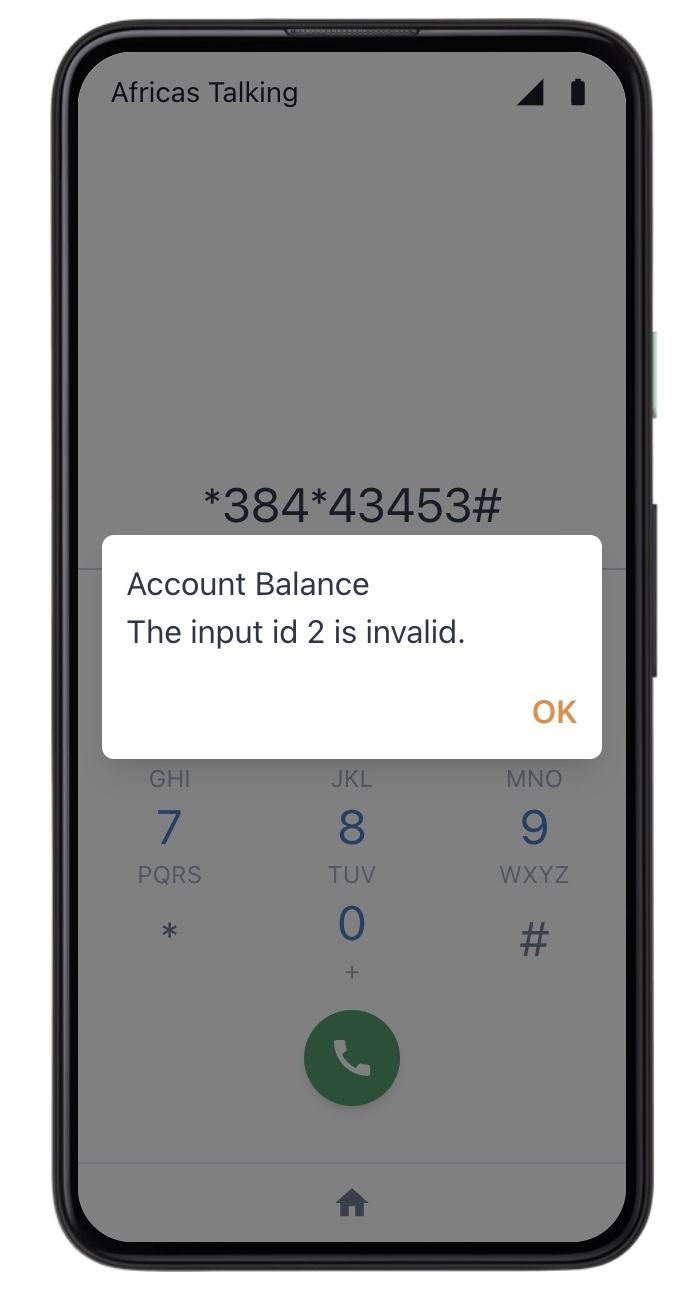 Africas Talking
*384*43453#
Account Balance
The input id 2 is invalid.
OK
GHI JKL MNO
7 8 9
PQRS TUV WXYZ
* 0 #
+